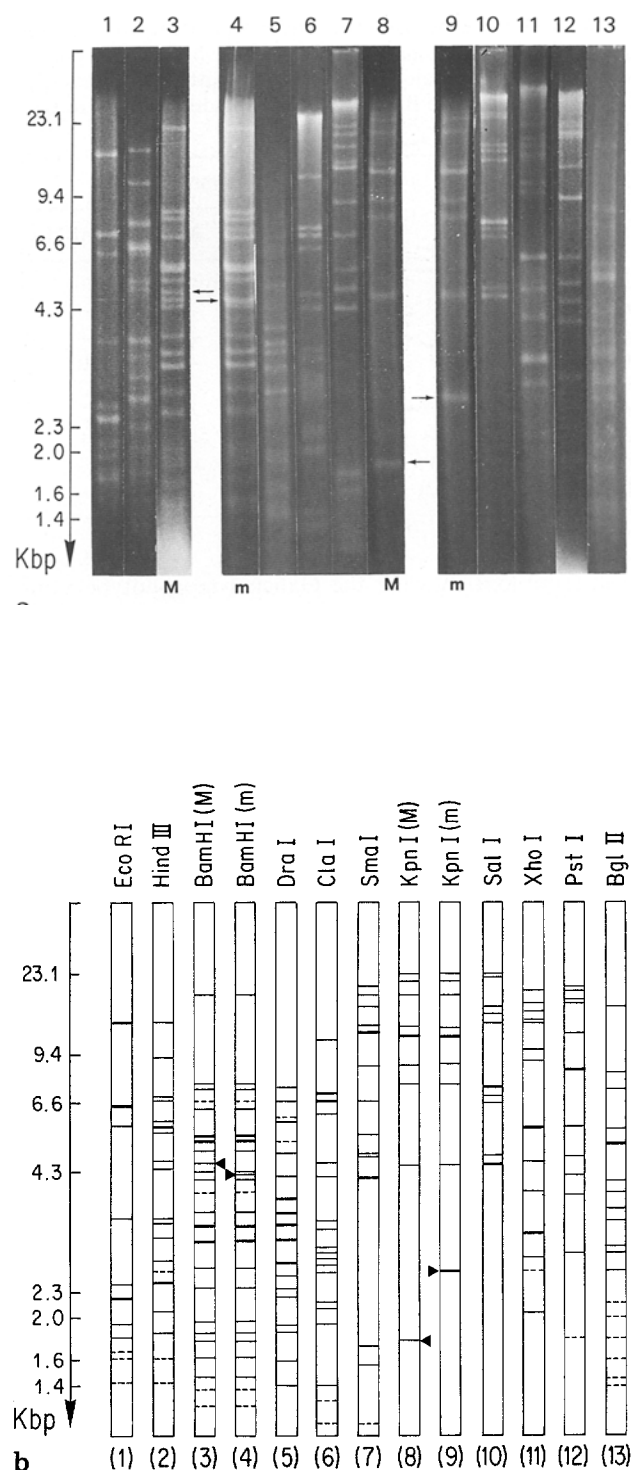 1 2 3 4 5 6 7 8 9 10 11 12 13
23.1
9.4
6.6
4.3
2.3
2.0
1.6
1.4
Kbp
M m M m
Eco RI Hind III BamHI (M) BamHI (m) Dra I Cla I Sma I Kpn I (M) Kpn I (m) Sal I Xho I Pst I Bgl II
23.1
9.4
6.6
4.3
2.3
2.0
1.6
1.4
Kbp
b (1) (2) (3) (4) (5) (6) (7) (8) (9) (10) (11) (12) (13)